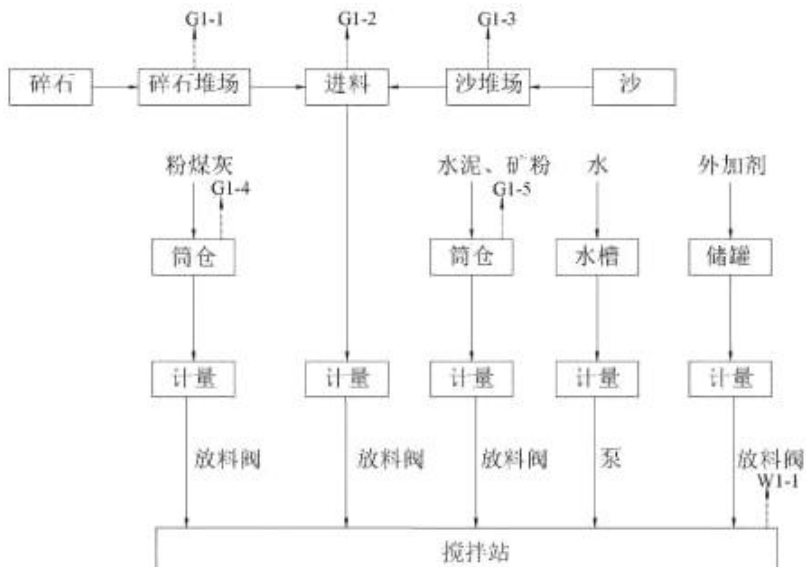 G1-1 G1-2 G1-3
碎石 碎石堆场 进料 沙堆场 沙
粉煤灰 水泥、矿粉 水 外加剂
G1-4 G1-5
筒仓 筒仓 水槽 储罐
计量 计量 计量 计量 计量
放料阀 放料阀 放料阀 泵 放料阀
W1-1
搅拌站